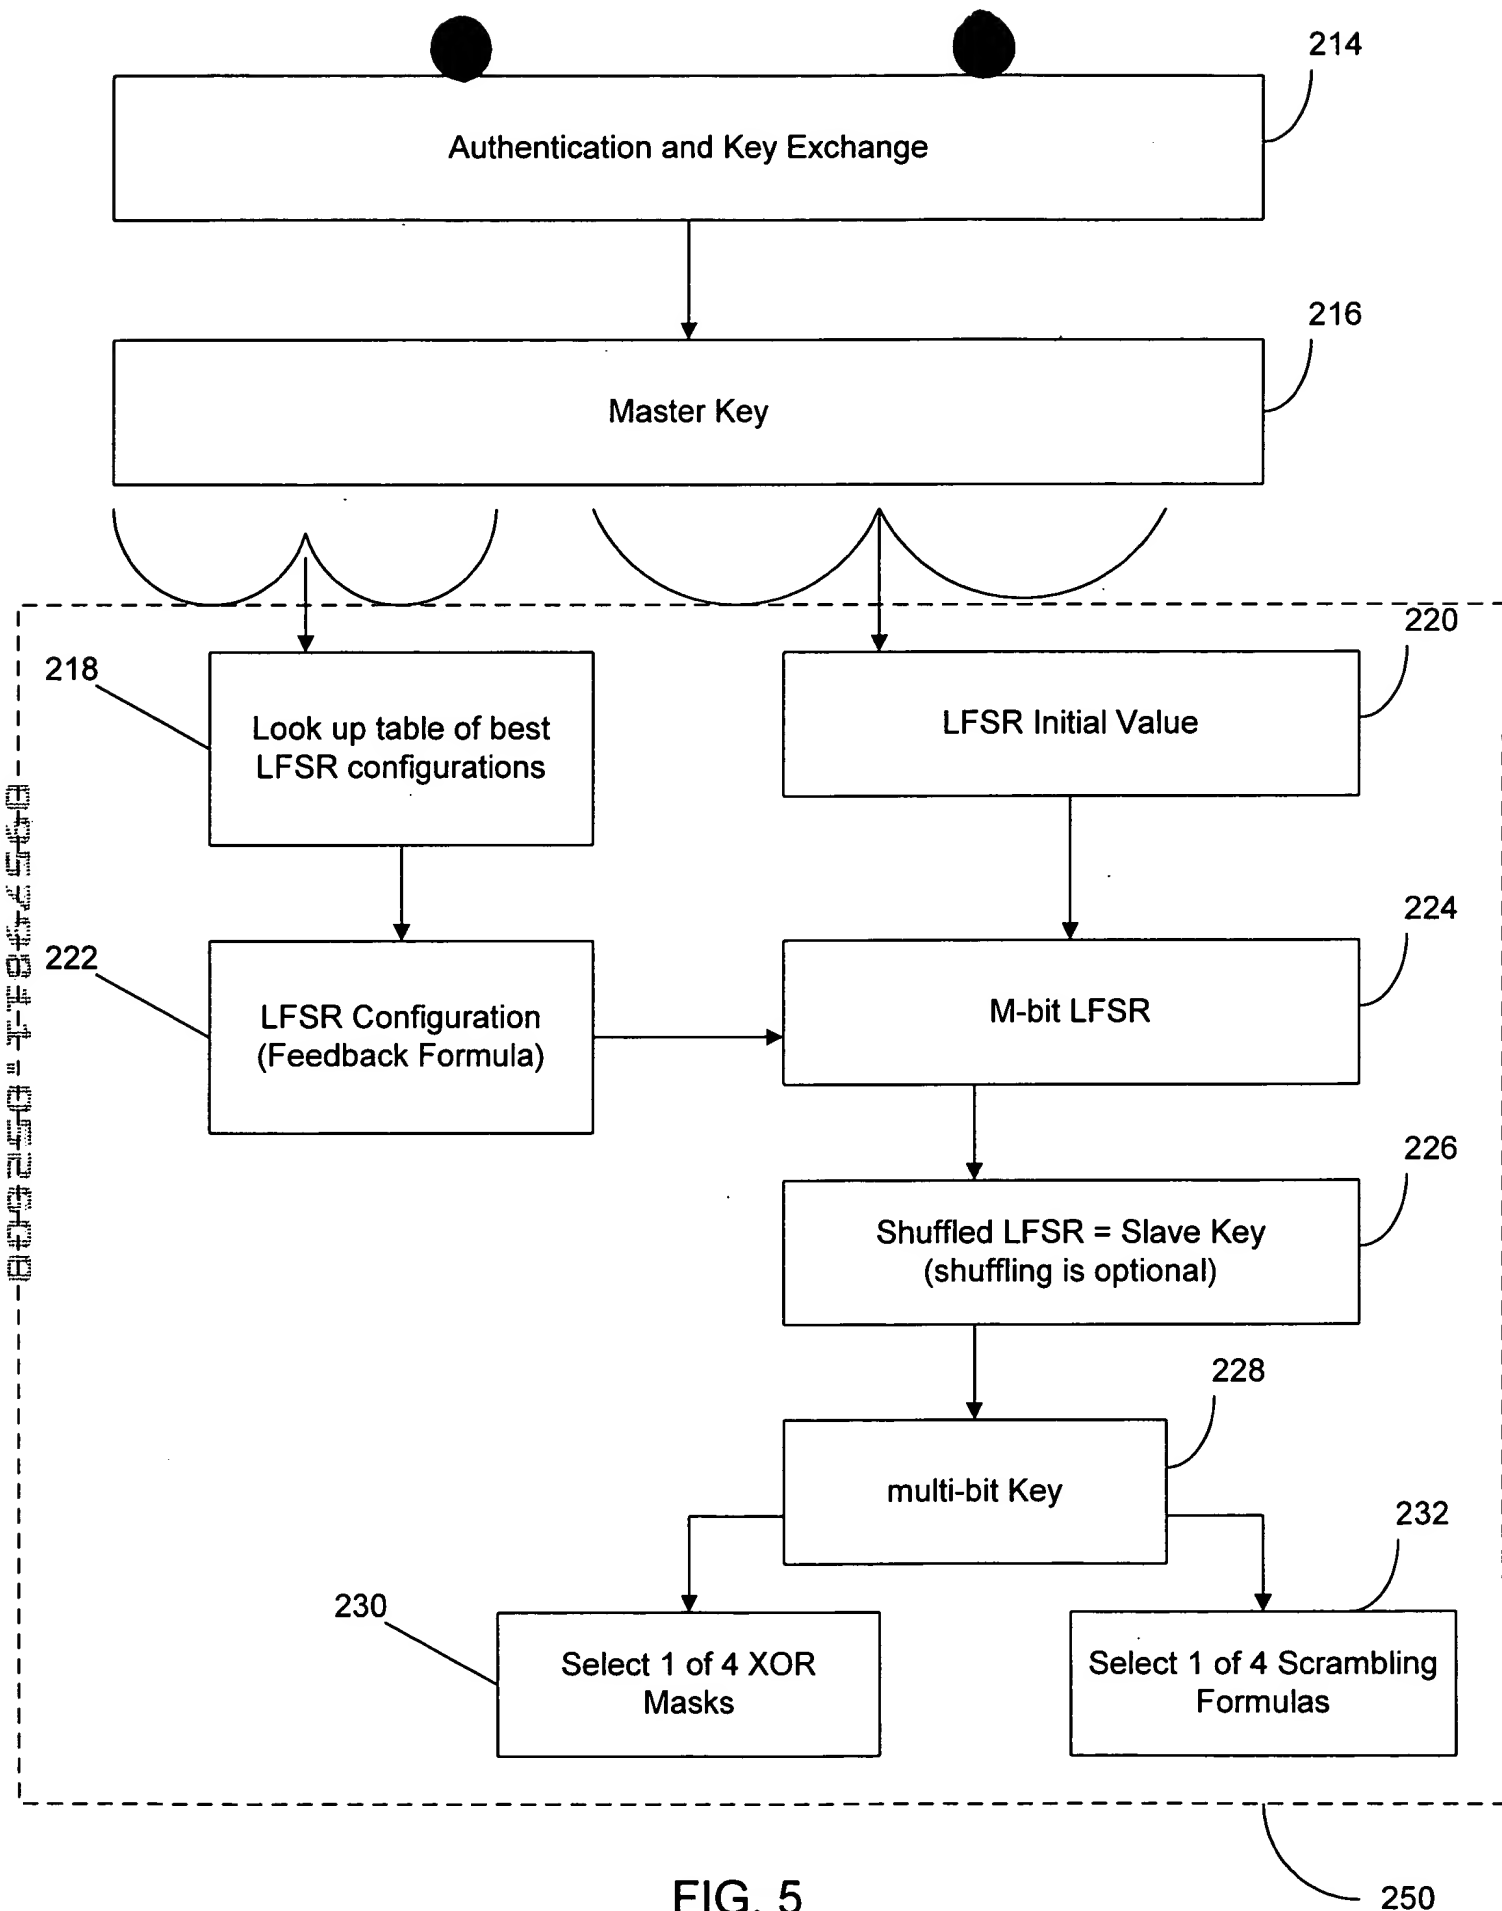 214
Authentication and Key Exchange
216
Master Key
220
218
Look up table of best
LFSR configurations
LFSR Initial Value
224
222
LFSR Configuration
(Feedback Formula)
M-bit LFSR
226
Shuffled LFSR = Slave Key
(shuffling is optional)
228
multi-bit Key
232
230
Select 1 of 4 XOR
Masks
Select 1 of 4 Scrambling
Formulas
FIG. 5
250